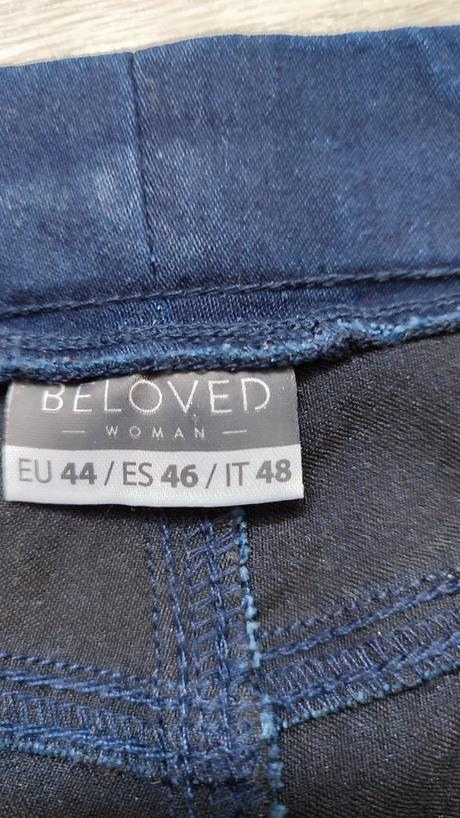 BELOVED
— WOMAN —
EU 44 / ES 46 / IT 48